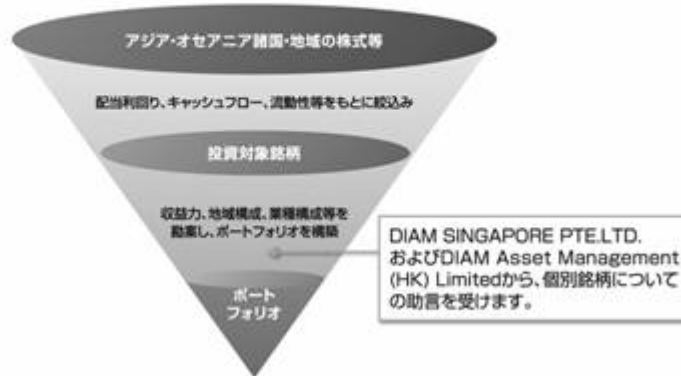 アジア・オセアニア諸国・地域の株式等
配当利回り、キャッシュフロー、流動性等をもとに絞込み
投資対象銘柄
収益力、地域構成、業種構成等を
勘案し、ポートフォリオを構築
DIAM SINGAPORE PTE.LTD.
およびDIAM Asset Management
(HK) Limitedから、個別銘柄について
の助言を受けます。
ポート
フォリオ